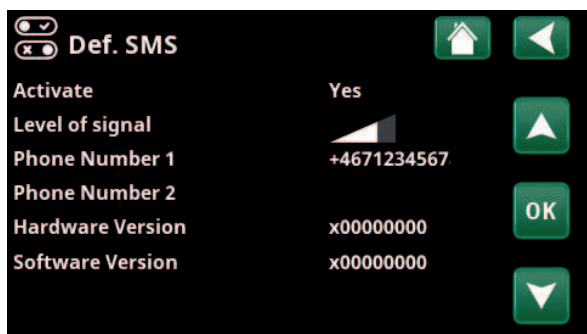 Def. SMS
Activate Yes
Level of signal
Phone Number 1 +4671234567
Phone Number 2
OK
Hardware Version x00000000
Software Version x00000000